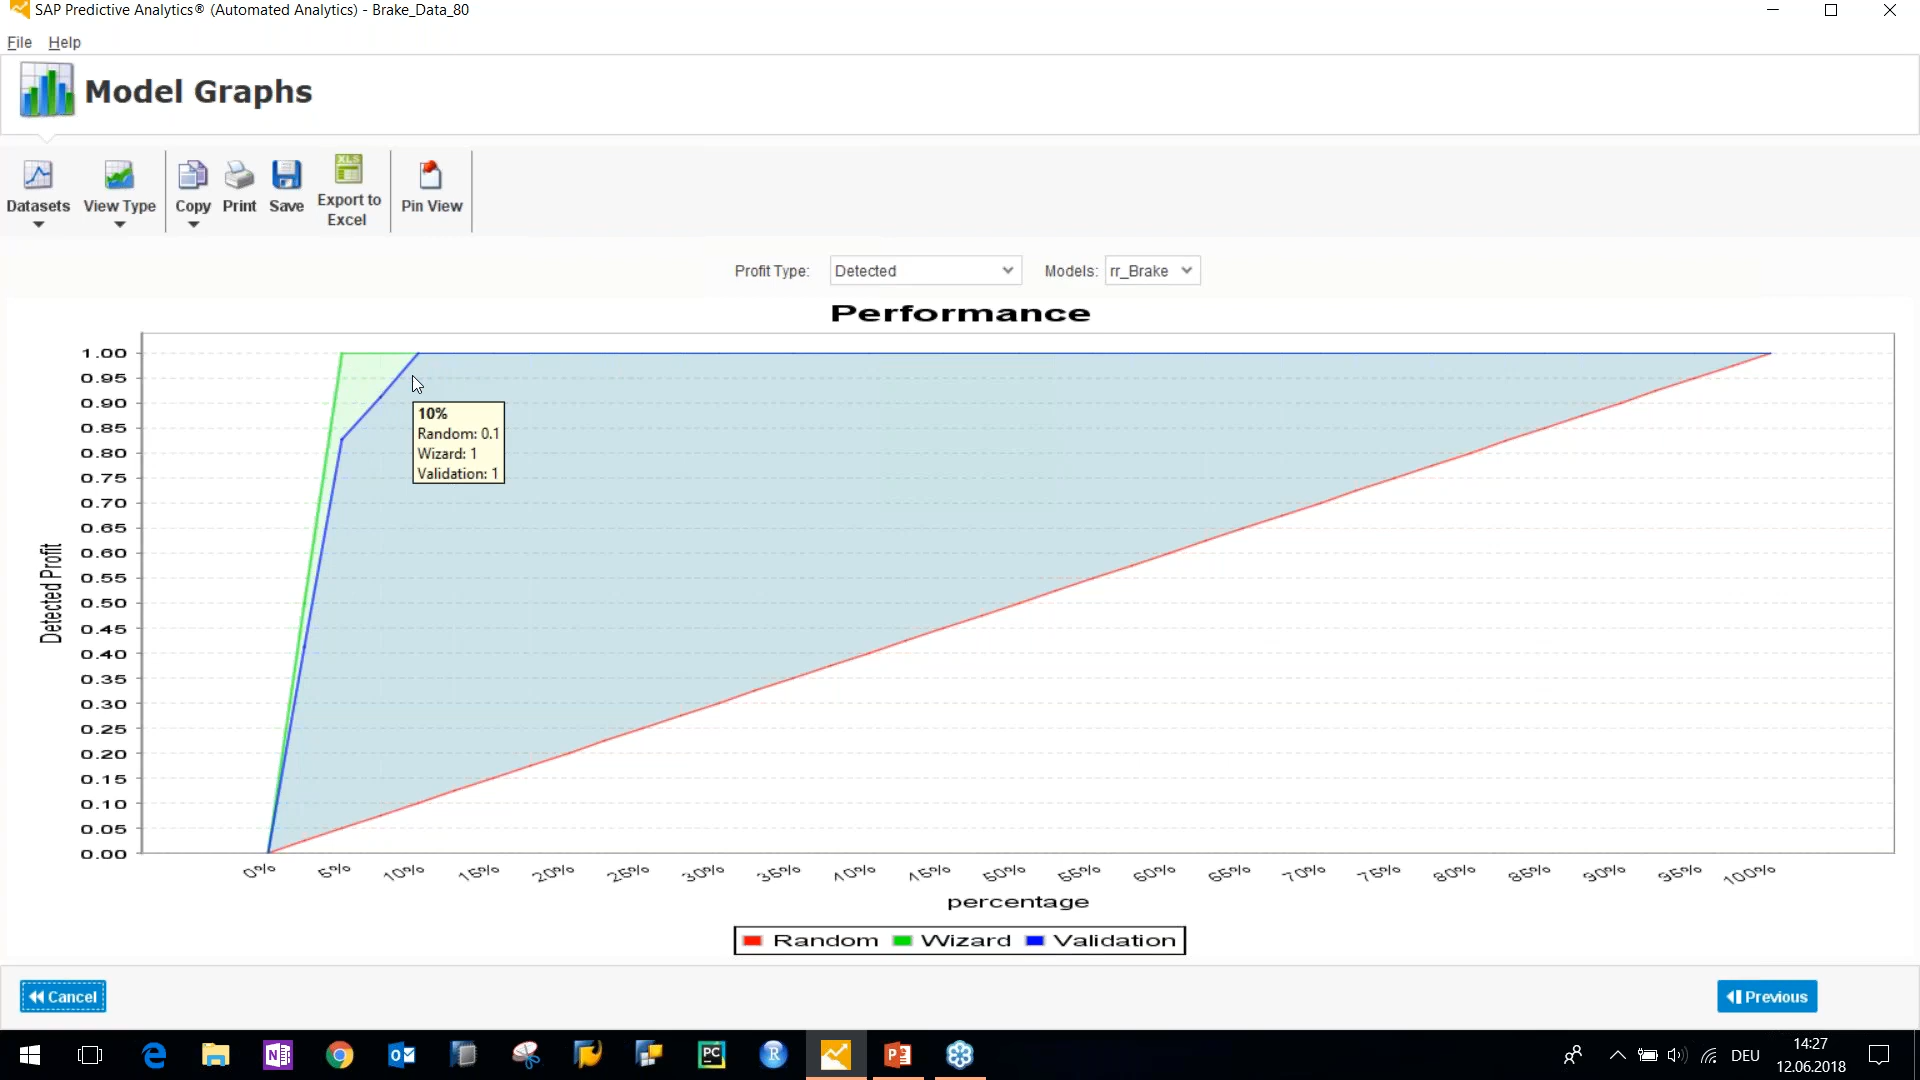 SAP Predictive Analytics® (Automated Analytics) - Brake_Data_80
File Help
Model Graphs
XLS
Datasets View Type Copy Print Save Export to Excel Pin View
Profit Type: Detected Models: rr_Brake
Performance
1.00
0.95
0.90
0.85
0.80
0.75
0.70
0.65
0.60
0.55
0.50
0.45
0.40
0.35
0.30
0.25
0.20
0.15
0.10
0.05
0.00
Detected Profit
10%
Random: 0.1
Wizard: 1
Validation: 1
0% 5% 10% 15% 20% 25% 30% 35% 40% 45% 50% 55% 60% 65% 70% 75% 80% 85% 90% 95% 100%
percentage
Random Wizard Validation
Cancel Previous
DEU 14:27
12.06.2018